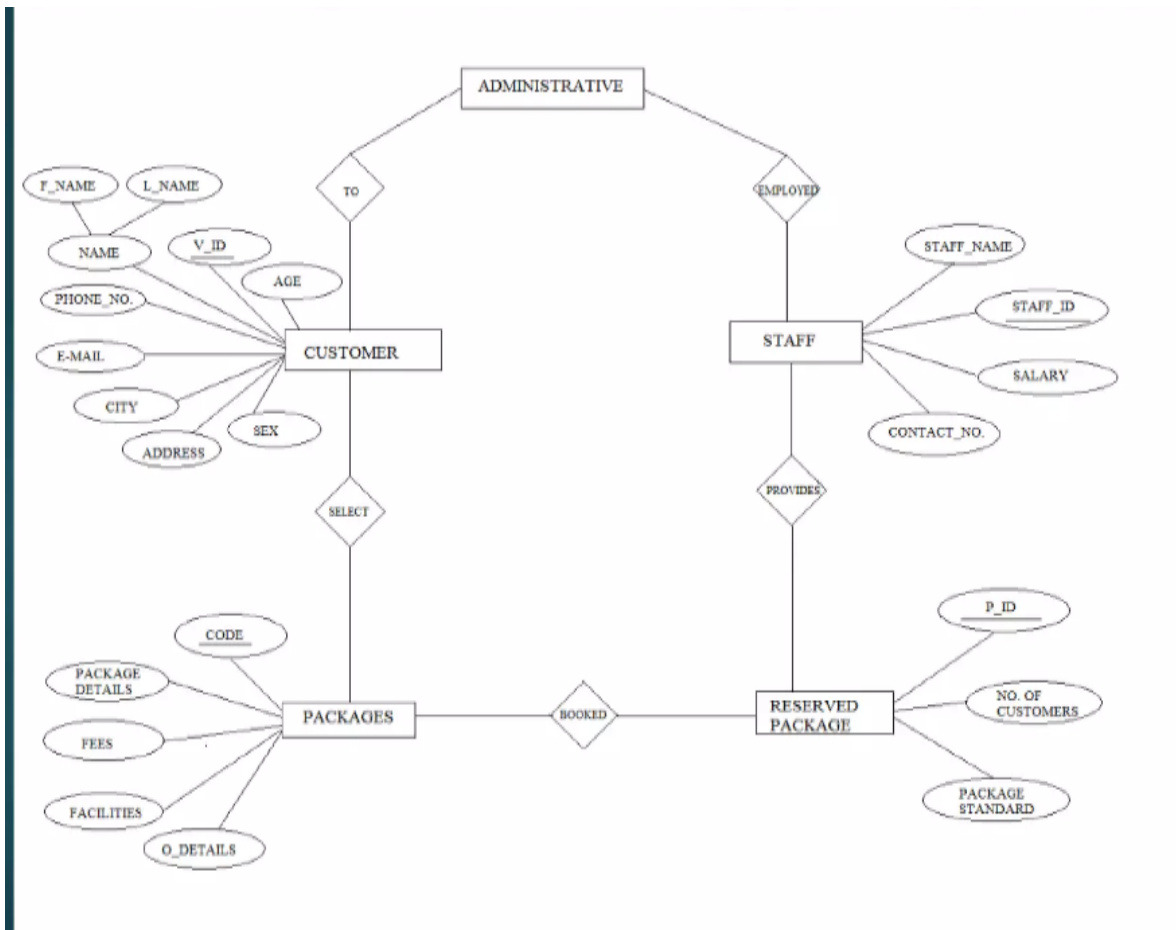 ADMINISTRATIVE
TO
EMPLOYED
F_NAME
L_NAME
NAME
V_ID
AGE
PHONE_NO.
E-MAIL
CITY
ADDRESS
SEX
CUSTOMER
STAFF_NAME
STAFF_ID
STAFF
SALARY
CONTACT_NO.
SELECT
PROVIDES
CODE
PACKAGE
DETAILS
FEES
FACILITIES
O_DETAILS
PACKAGES
BOOKED
RESERVED
PACKAGE
P_ID
NO. OF
CUSTOMERS
PACKAGE
STANDARD